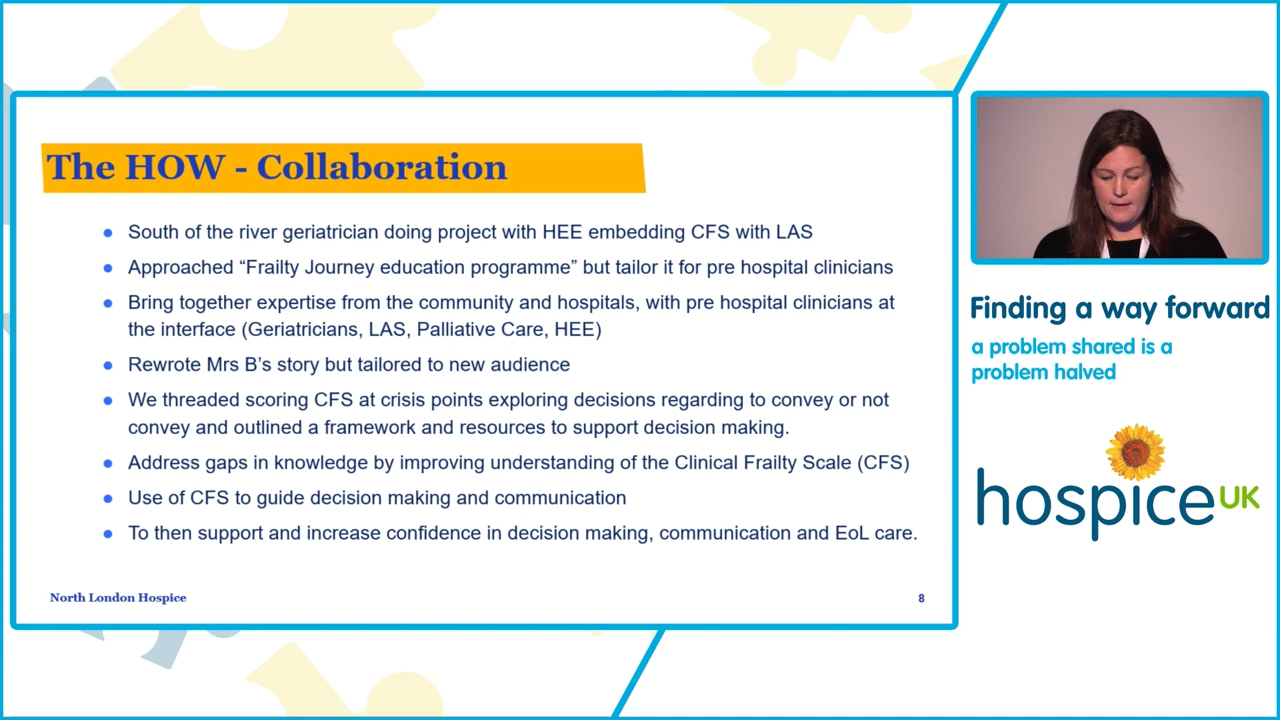 The HOW - Collaboration
South of the river geriatrician doing project with HEE embedding CFS with LAS
Approached “Frailty Journey education programme” but tailor it for pre hospital clinicians
Bring together expertise from the community and hospitals, with pre hospital clinicians at
the interface (Geriatricians, LAS, Palliative Care, HEE)
Rewrote Mrs B’s story but tailored to new audience
We threaded scoring CFS at crisis points exploring decisions regarding to convey or not
convey and outlined a framework and resources to support decision making.
Address gaps in knowledge by improving understanding of the Clinical Frailty Scale (CFS)
Use of CFS to guide decision making and communication
To then support and increase confidence in decision making, communication and EoL care.
North London Hospice
8
Finding a way forward
a problem shared is a
problem halved
hospice UK